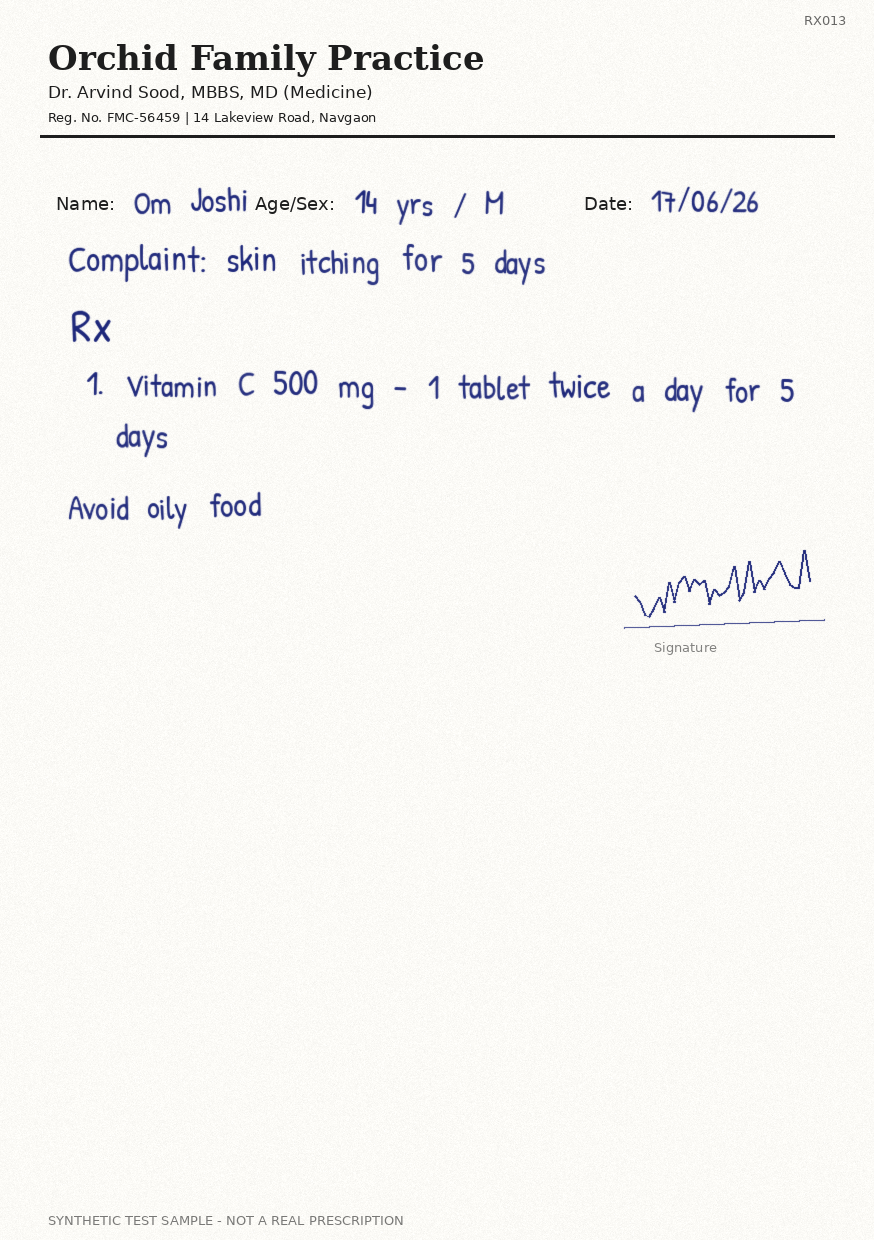 RX013
Orchid Family Practice
Dr. Arvind Sood, MBBS, MD (Medicine)
Reg. No. FMC-56459 | 14 Lakeview Road, Navgaon
Name: Om Joshi Age/Sex: 14 yrs / M Date: 17/06/26
Complaint: skin itching for 5 days
Rx
1. Vitamin C 500 mg - 1 tablet twice a day for 5
days
Avoid oily food
Signature
SYNTHETIC TEST SAMPLE - NOT A REAL PRESCRIPTION